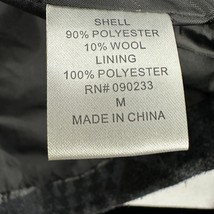 SHELL
90% POLYESTER
10% WOOL
LINING
100% POLYESTER
RN# 090233
M
MADE IN CHINA